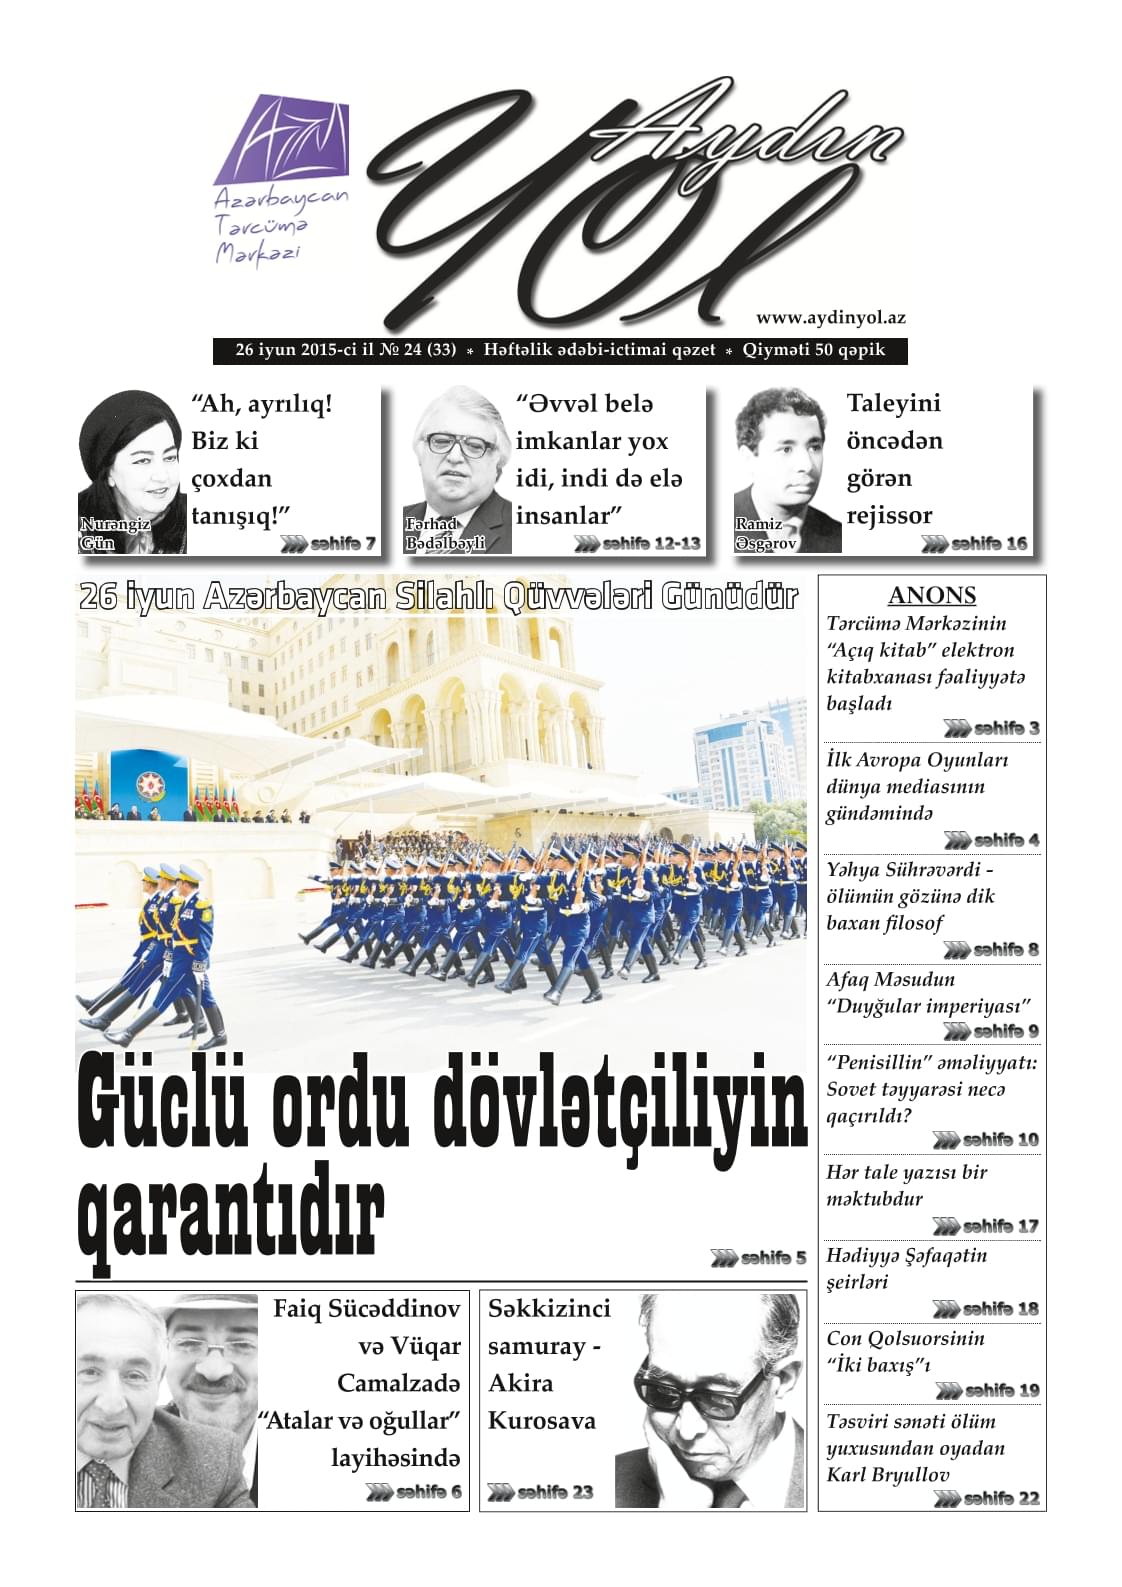 AzTM
Azərbaycan
Tərcümə
Mərkəzi
Aydın
Yol
www.aydinyol.az
26 iyun 2015-ci il № 24 (33) * Həftəlik ədəbi-ictimai qəzet * Qiyməti 50 qəpik
“Ah, ayrılıq!
Biz ki
çoxdan
tanışıq!”
Nurəngiz
Gün
səhifə 7
“Əvvəl belə
imkanlar yox
idi, indi də elə
insanlar”
Fərhad
Bədəlbəyli
səhifə 12-13
Taleyini
öncədən
görən
rejissor
Ramiz
Əsgərov
səhifə 16
26 iyun Azərbaycan Silahlı Qüvvələri Günüdür
Güclü ordu dövlətçiliyin
qarantıdır
səhifə 5
Faiq Sücəddinov
və Vüqar
Camalzadə
“Atalar və oğullar”
layihəsində
səhifə 6
Səkkizinci
samuray -
Akira
Kurosava
səhifə 23
ANONS
Tərcümə Mərkəzinin
“Açıq kitab” elektron
kitabxanası fəaliyyətə
başladı
səhifə 3
İlk Avropa Oyunları
dünya mediasının
gündəmində
səhifə 4
Yəhya Sührəvərdi -
ölümün gözünə dik
baxan filosof
səhifə 8
Afaq Məsudun
“Duyğular imperiyası”
səhifə 9
“Penisillin” əməliyyatı:
Sovet təyyarəsi necə
qaçırıldı?
səhifə 10
Hər tale yazısı bir
məktubdur
səhifə 17
Hədiyyə Şəfaqətin
şeirləri
səhifə 18
Con Qolsuorsinin
“İki baxış”ı
səhifə 19
Təsviri sənəti ölüm
yuxusundan oyadan
Karl Bryullov
səhifə 22